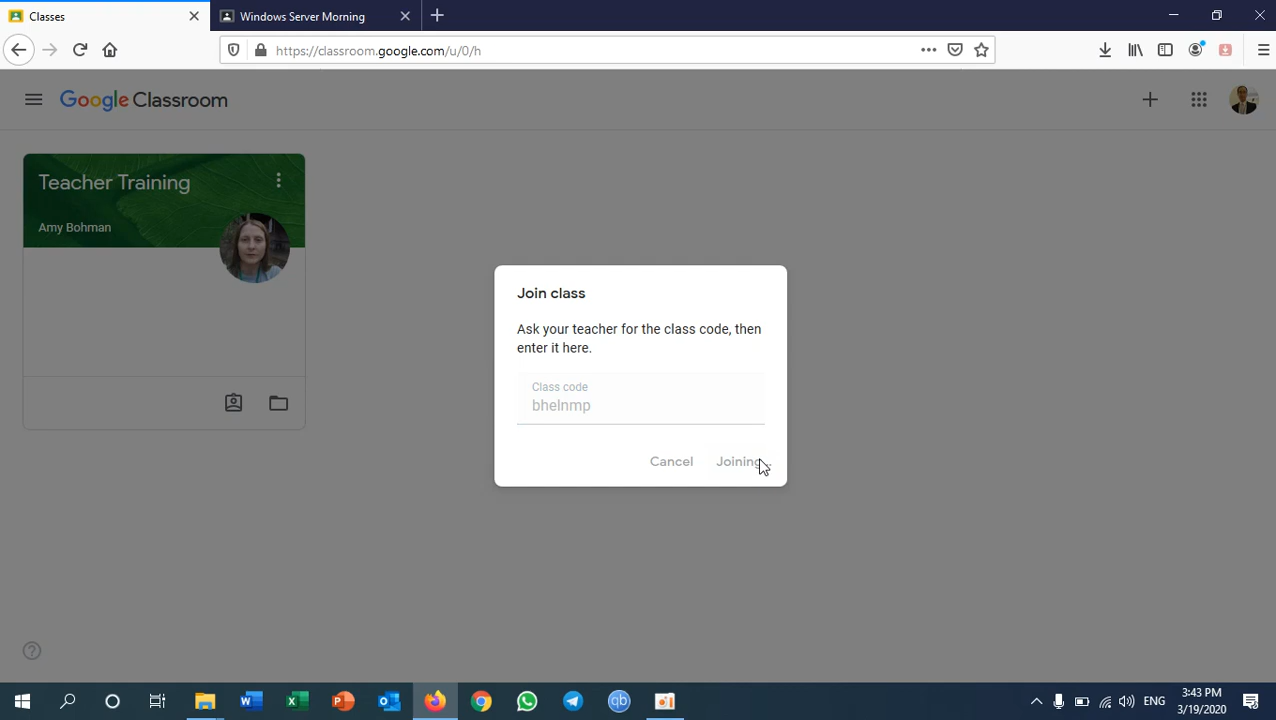 Classes
Windows Server Morning
https://classroom.google.com/u/0/h
Google Classroom
Teacher Training
Amy Bohman
Join class
Ask your teacher for the class code, then
enter it here.
Class code
bhelnmp
Cancel
Joining...
ENG
3:43 PM
3/19/2020